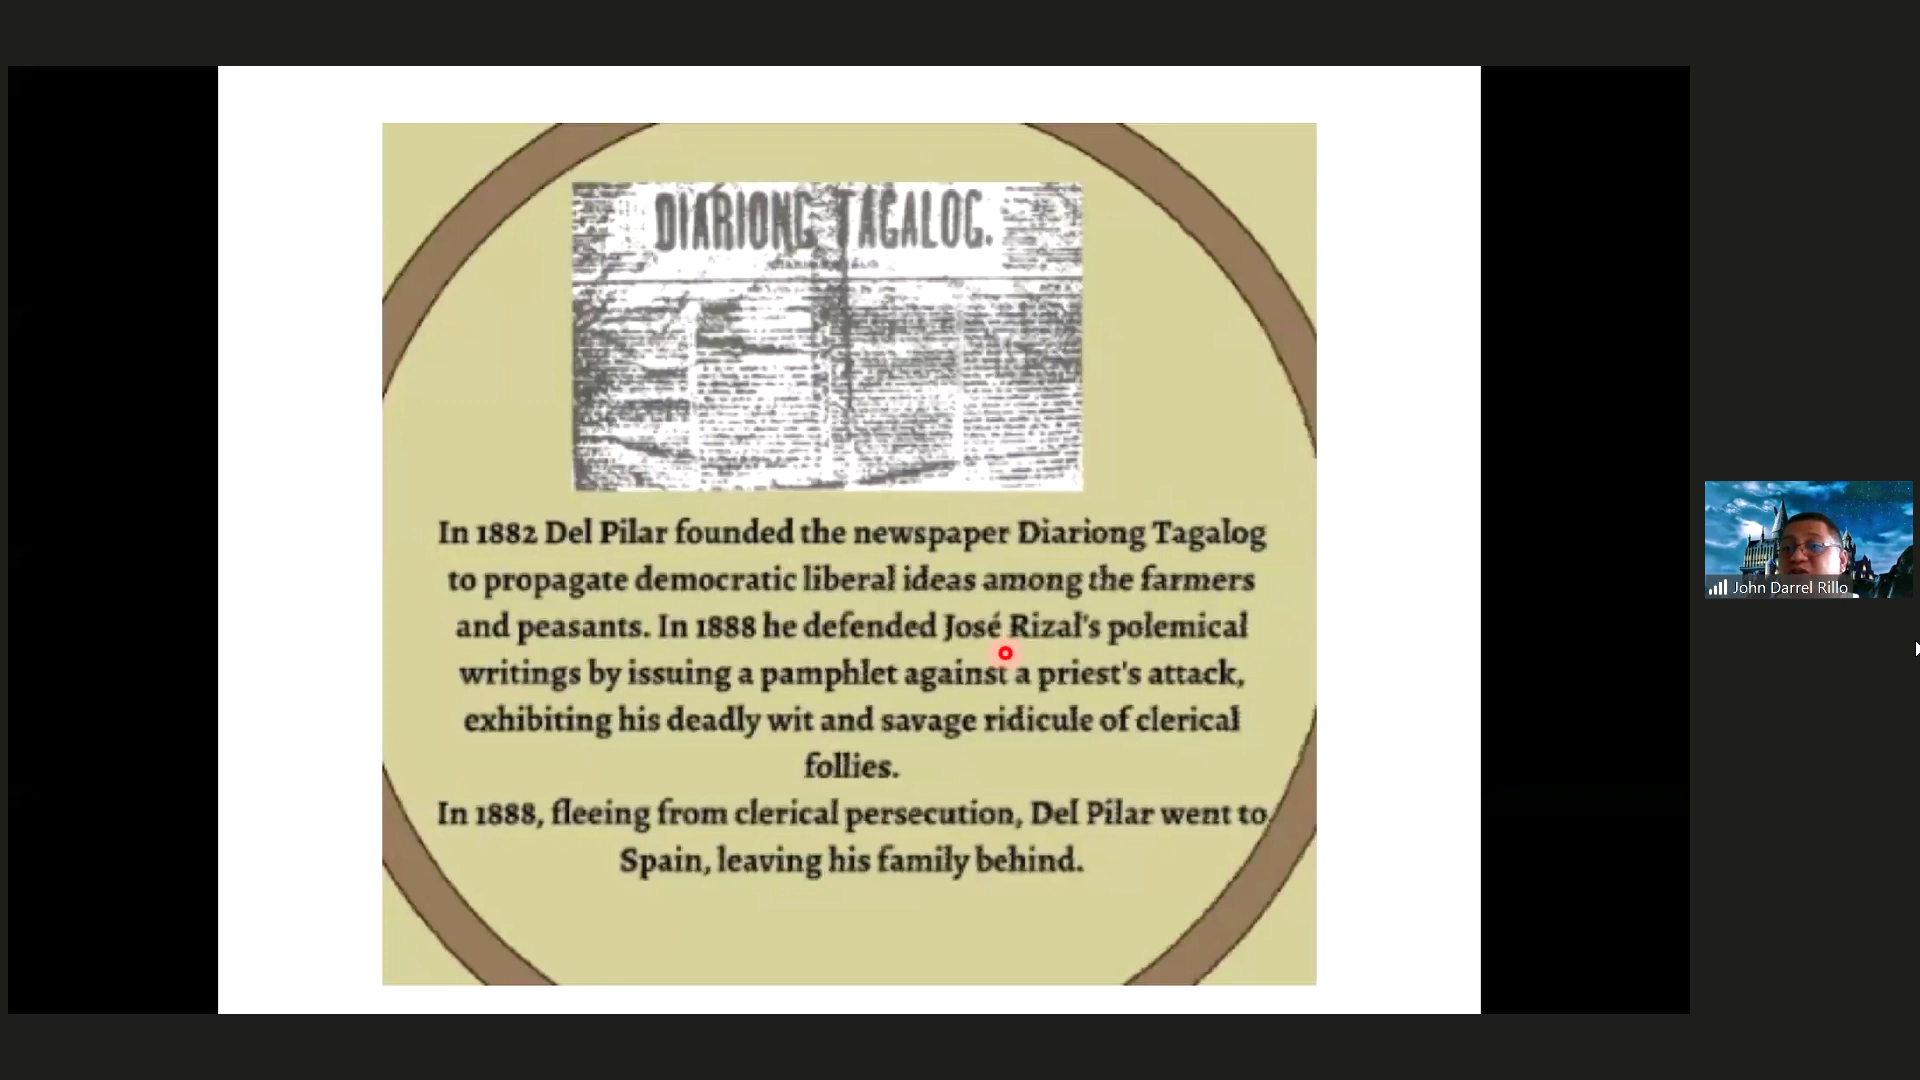 DIARIONG TAGALOG.
In 1882 Del Pilar founded the newspaper Diariong Tagalog
to propagate democratic liberal ideas among the farmers
and peasants. In 1888 he defended José Rizal's polemical
writings by issuing a pamphlet against a priest's attack,
exhibiting his deadly wit and savage ridicule of clerical
follies.
In 1888, fleeing from clerical persecution, Del Pilar went to
Spain, leaving his family behind.
John Darrel Rillo